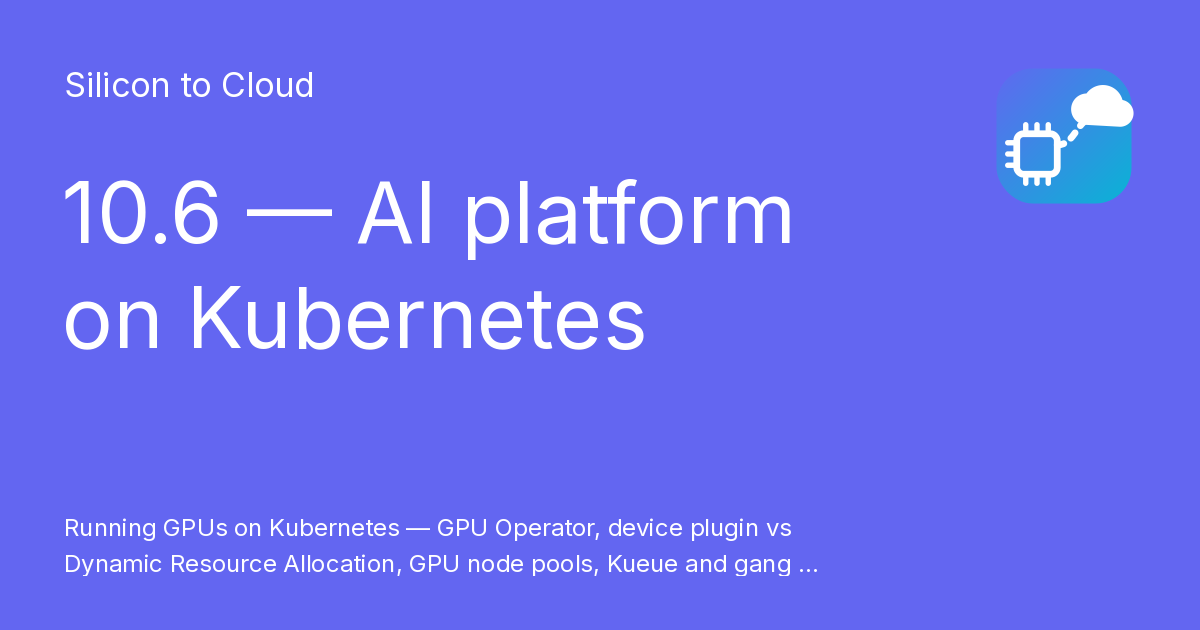 Silicon to Cloud
10.6 — AI platform
on Kubernetes
Running GPUs on Kubernetes — GPU Operator, device plugin vs
Dynamic Resource Allocation, GPU node pools, Kueue and gang ...